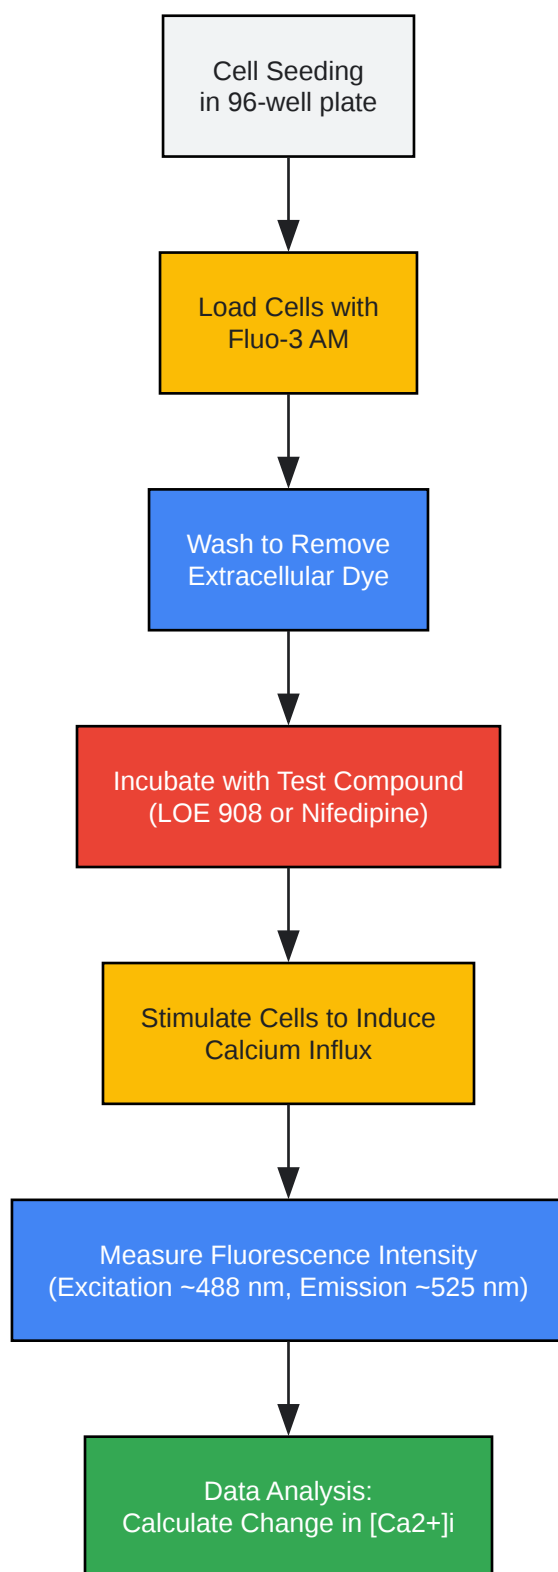 Cell Seeding
in 96-well plate
Load Cells with
Fluo-3 AM
Wash to Remove
Extracellular Dye
Incubate with Test Compound
(LOE 908 or Nifedipine)
Stimulate Cells to Induce
Calcium Influx
Measure Fluorescence Intensity
(Excitation ~488 nm, Emission ~525 nm)
Data Analysis:
Calculate Change in [Ca2+]i